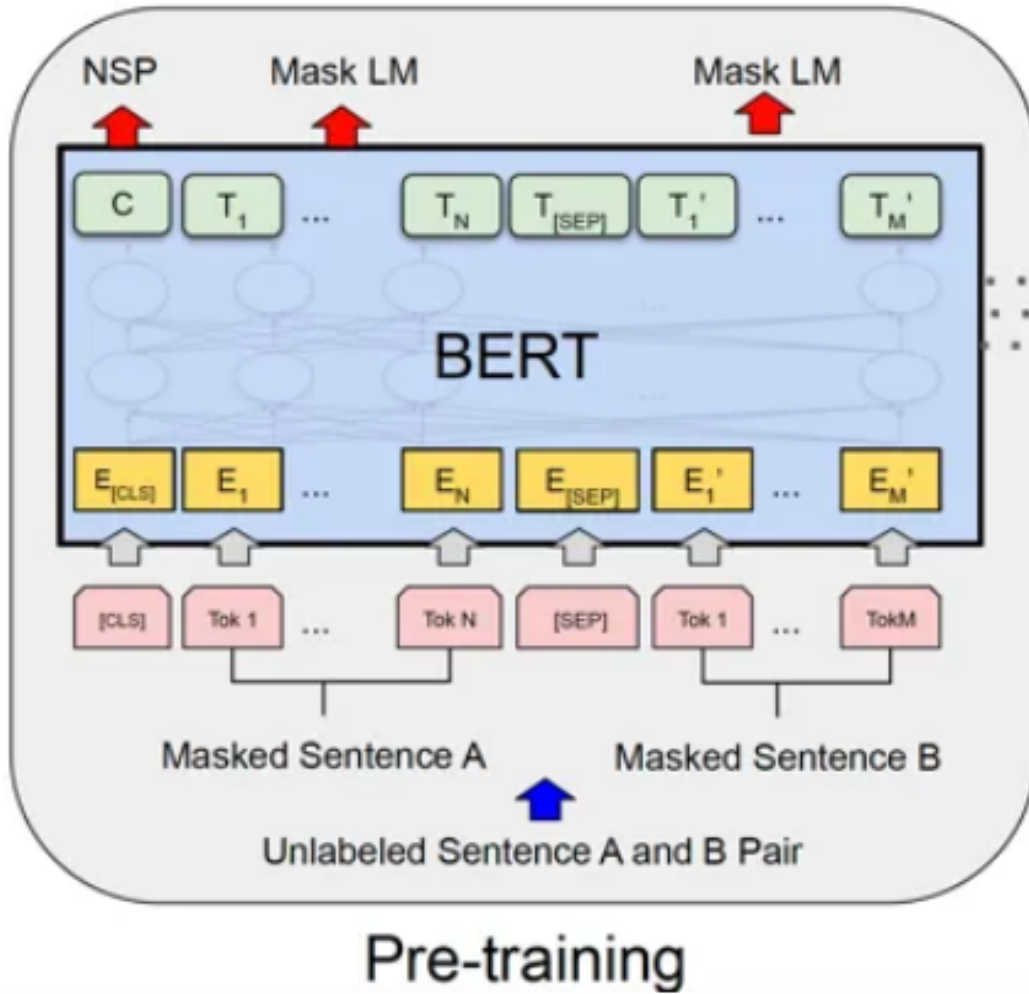 NSP Mask LM Mask LM
C T1 ... TN T[SEP] T1' ... TM'
BERT
E[CLS] E1 ... EN E[SEP] E1' ... EM'
[CLS] Tok 1 ... Tok N [SEP] Tok 1 ... TokM
Masked Sentence A Masked Sentence B
Unlabeled Sentence A and B Pair
Pre-training